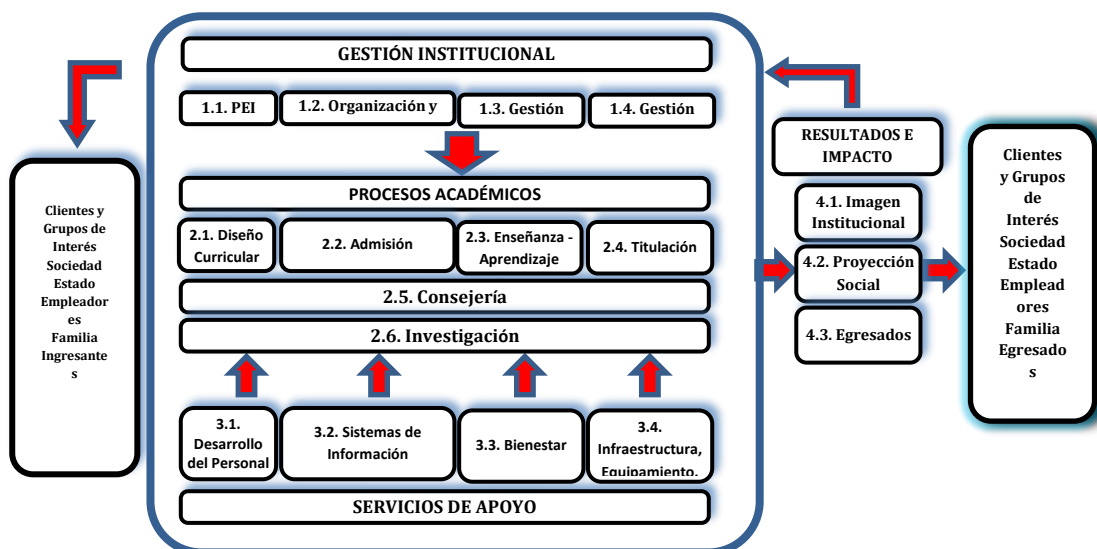 GESTIÓN INSTITUCIONAL
1.1. PEI
1.2. Organización y
1.3. Gestión
1.4. Gestión
PROCESOS ACADÉMICOS
2.1. Diseño
Curricular
2.2. Admisión
2.3. Enseñanza -
Aprendizaje
2.4. Titulación
2.5. Consejería
2.6. Investigación
3.1.
Desarrollo
del Personal
3.2. Sistemas de
Información
3.3. Bienestar
3.4.
Infraestructura,
Equipamiento,
SERVICIOS DE APOYO
Clientes y
Grupos de
Interés
Sociedad
Estado
Empleador
es
Familia
Ingresante
s
RESULTADOS E
IMPACTO
4.1. Imagen
Institucional
4.2. Proyección
Social
4.3. Egresados
Clientes
y Grupos
de
Interés
Sociedad
Estado
Emplead
ores
Familia
Egresado
s